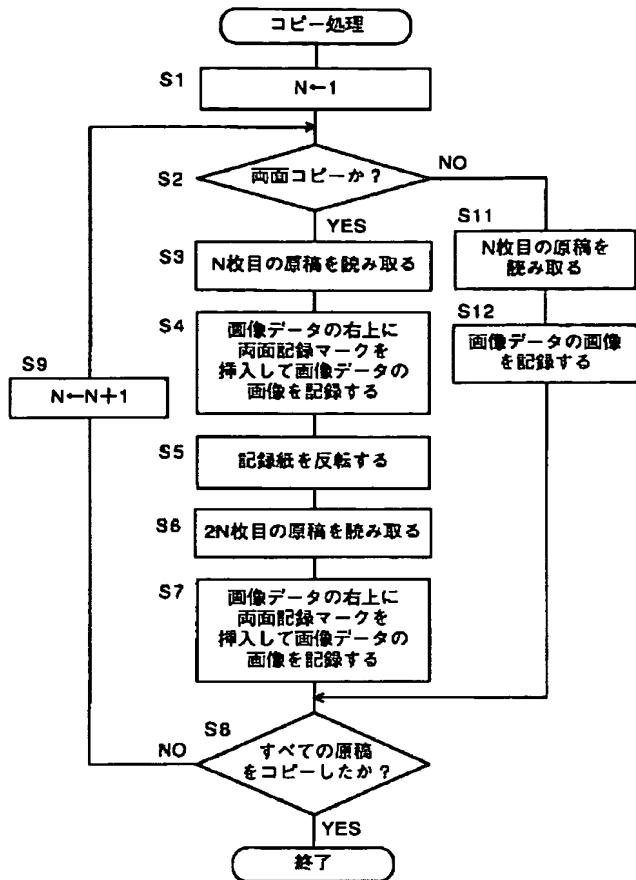 コピー処理
S1
N←1
S2
両面コピーか?
NO
YES
S3
N枚目の原稿を読み取る
S11
N枚目の原稿を
読み取る
S4
画像データの右上に
両面記録マークを
挿入して画像データの
画像を記録する
S12
画像データの画像
を記録する
S9
N←N+1
S5
記録紙を反転する
S6
2N枚目の原稿を読み取る
S7
画像データの右上に
両面記録マークを
挿入して画像データの
画像を記録する
S8
すべての原稿
をコピーしたか?
NO
YES
終了